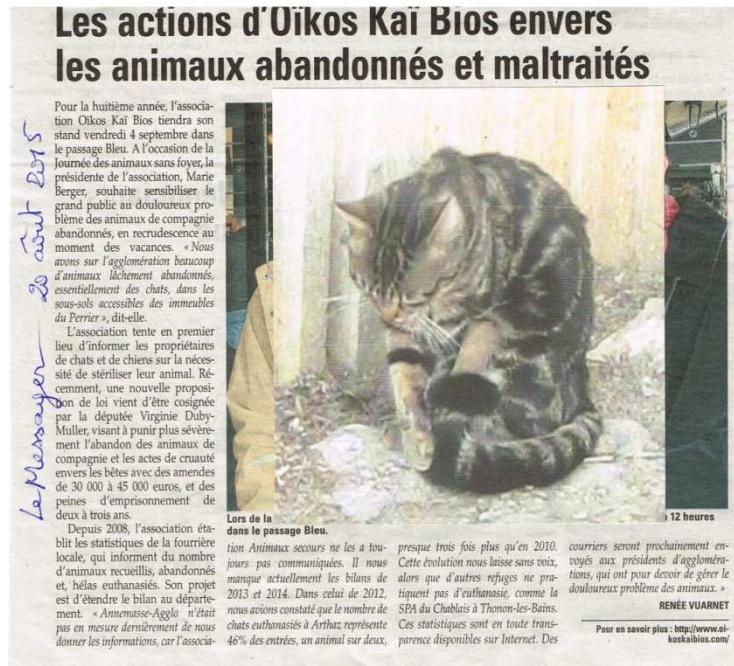 Les actions d'Oïkos Kaï Bios envers
les animaux abandonnés et maltraités
Le Messager — 20 août 2015
Pour la huitième année, l'associa-
tion Oïkos Kaï Bios tiendra son
stand vendredi 4 septembre dans
le passage Bleu. A l'occasion de la
Journée des animaux sans foyer, la
présidente de l'association, Marie
Berger, souhaite sensibiliser le
grand public au douloureux pro-
blème des animaux de compagnie
abandonnés, en recrudescence au
moment des vacances. « Nous
avons sur l'agglomération beaucoup
d'animaux lâchement abandonnés,
essentiellement des chats, dans les
sous-sols accessibles des immeubles
du Perrier », dit-elle.
L'association tente en premier
lieu d'informer les propriétaires
de chats et de chiens sur la néces-
sité de stériliser leur animal. Ré-
cemment, une nouvelle proposi-
tion de loi vient d'être cosignée
par la députée Virginie Duby-
Muller, visant à punir plus sévère-
ment l'abandon des animaux de
compagnie et les actes de cruauté
envers les bêtes avec des amendes
de 30 000 à 45 000 euros, et des
peines d'emprisonnement de
deux à trois ans.
Depuis 2008, l'association éta-
blit les statistiques de la fourrière
locale, qui informent du nombre
d'animaux recueillis, abandonnés
et, hélas euthanasiés. Son projet
est d'étendre le bilan au départe-
ment. « Annemasse-Agglo n'était
pas en mesure dernièrement de nous
donner les informations, car l'associa-
Lors de la
12 heures
dans le passage Bleu.
tion Animaux secours ne les a tou-
jours pas communiquées. Il nous
manque actuellement les bilans de
2013 et 2014. Dans celui de 2012,
nous avions constaté que le nombre de
chats euthanasiés à Arthaz représente
46% des entrées, un animal sur deux,
presque trois fois plus qu'en 2010.
Cette évolution nous laisse sans voix,
alors que d'autres refuges ne pra-
tiquent pas d'euthanasie, comme la
SPA du Chablais à Thonon-les-Bains.
Ces statistiques sont en toute trans-
parence disponibles sur Internet. Des
courriers seront prochainement en-
voyés aux présidents d'aggloméra-
tions, qui ont pour devoir de gérer le
douloureux problème des animaux. »
RENÉE VUARNET
Pour en savoir plus : http://www.oi-
koskaibios.com/